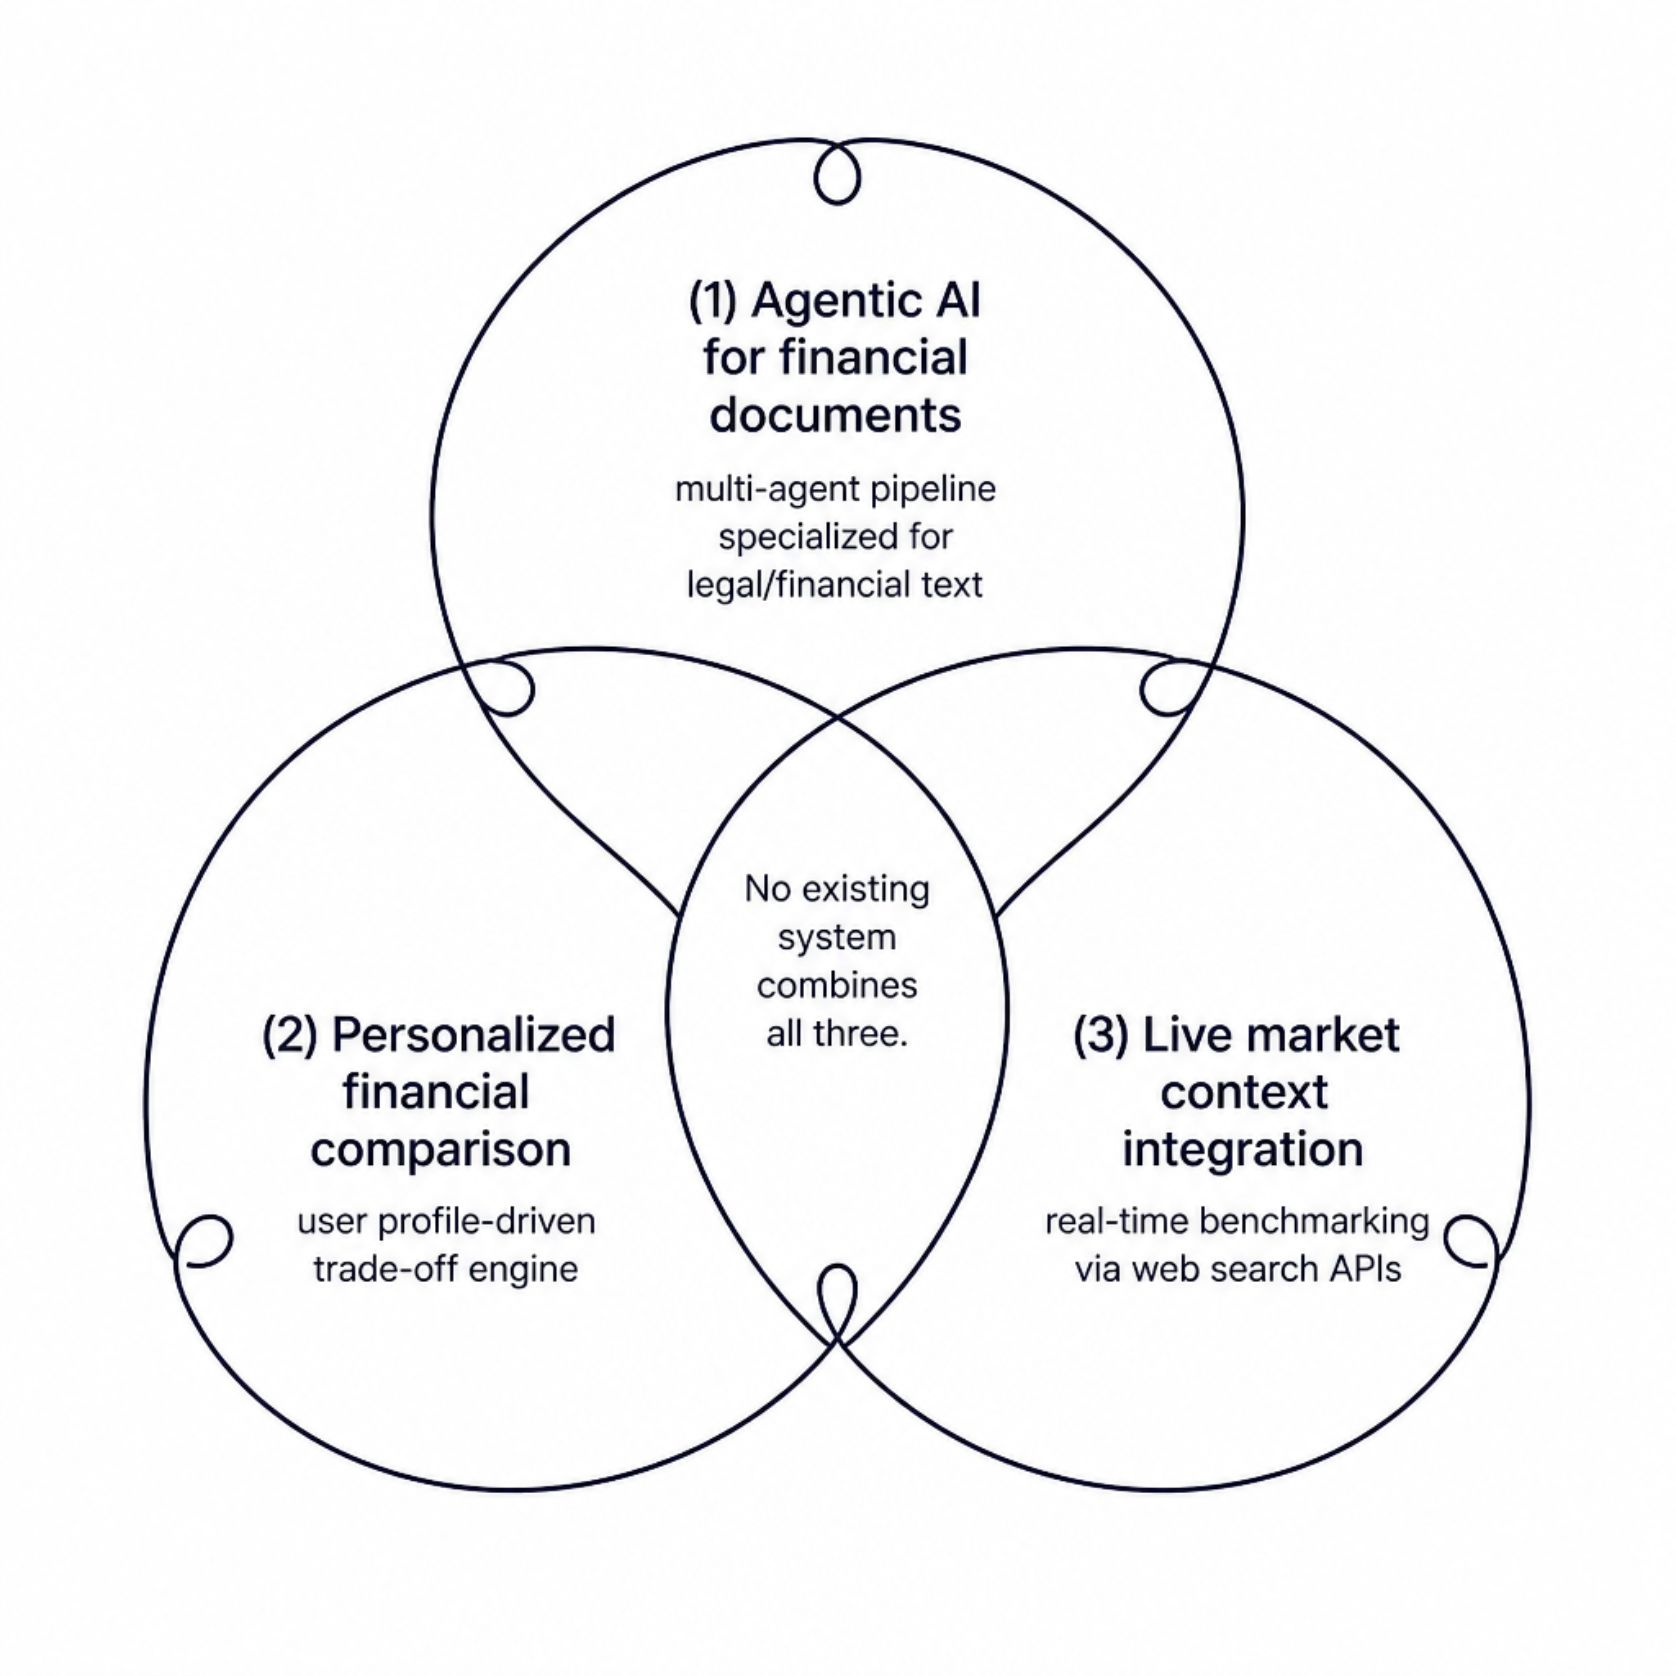 (1) Agentic AI
for financial
documents
multi-agent pipeline
specialized for
legal/financial text
No existing
system
combines
all three.
(2) Personalized
financial
comparison
user profile-driven
trade-off engine
(3) Live market
context
integration
real-time benchmarking
via web search APIs